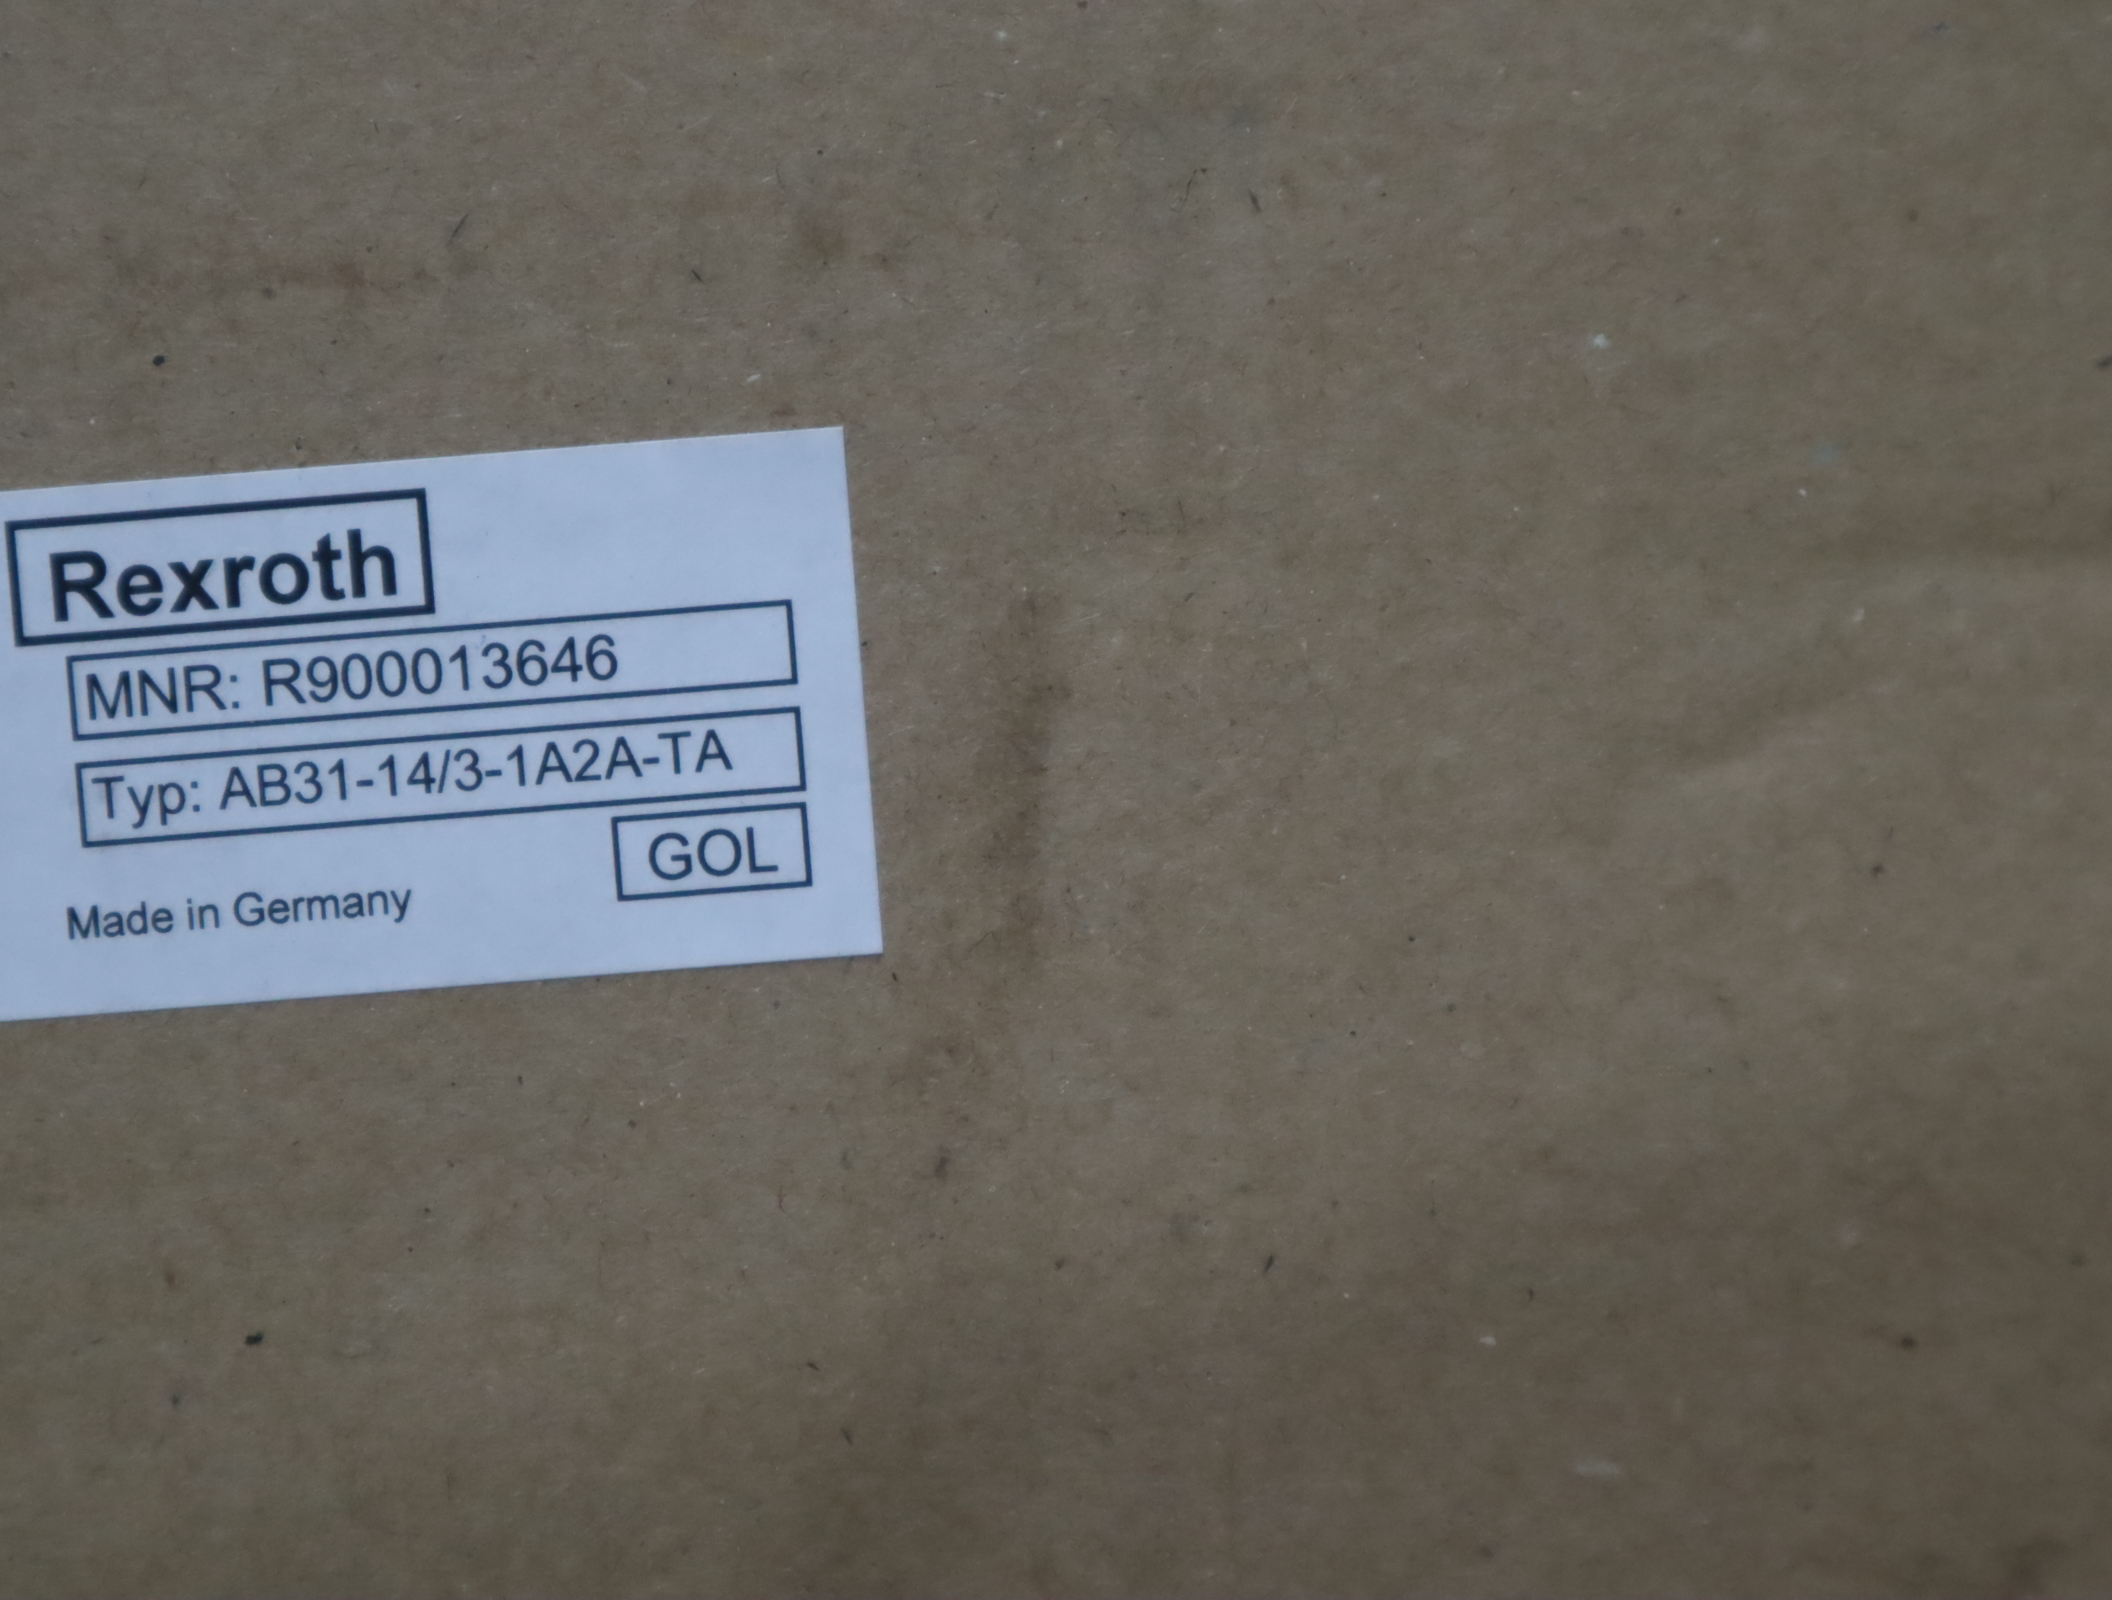 Rexroth
MNR: R900013646
Typ: AB31-14/3-1A2A-TA
GOL
Made in Germany